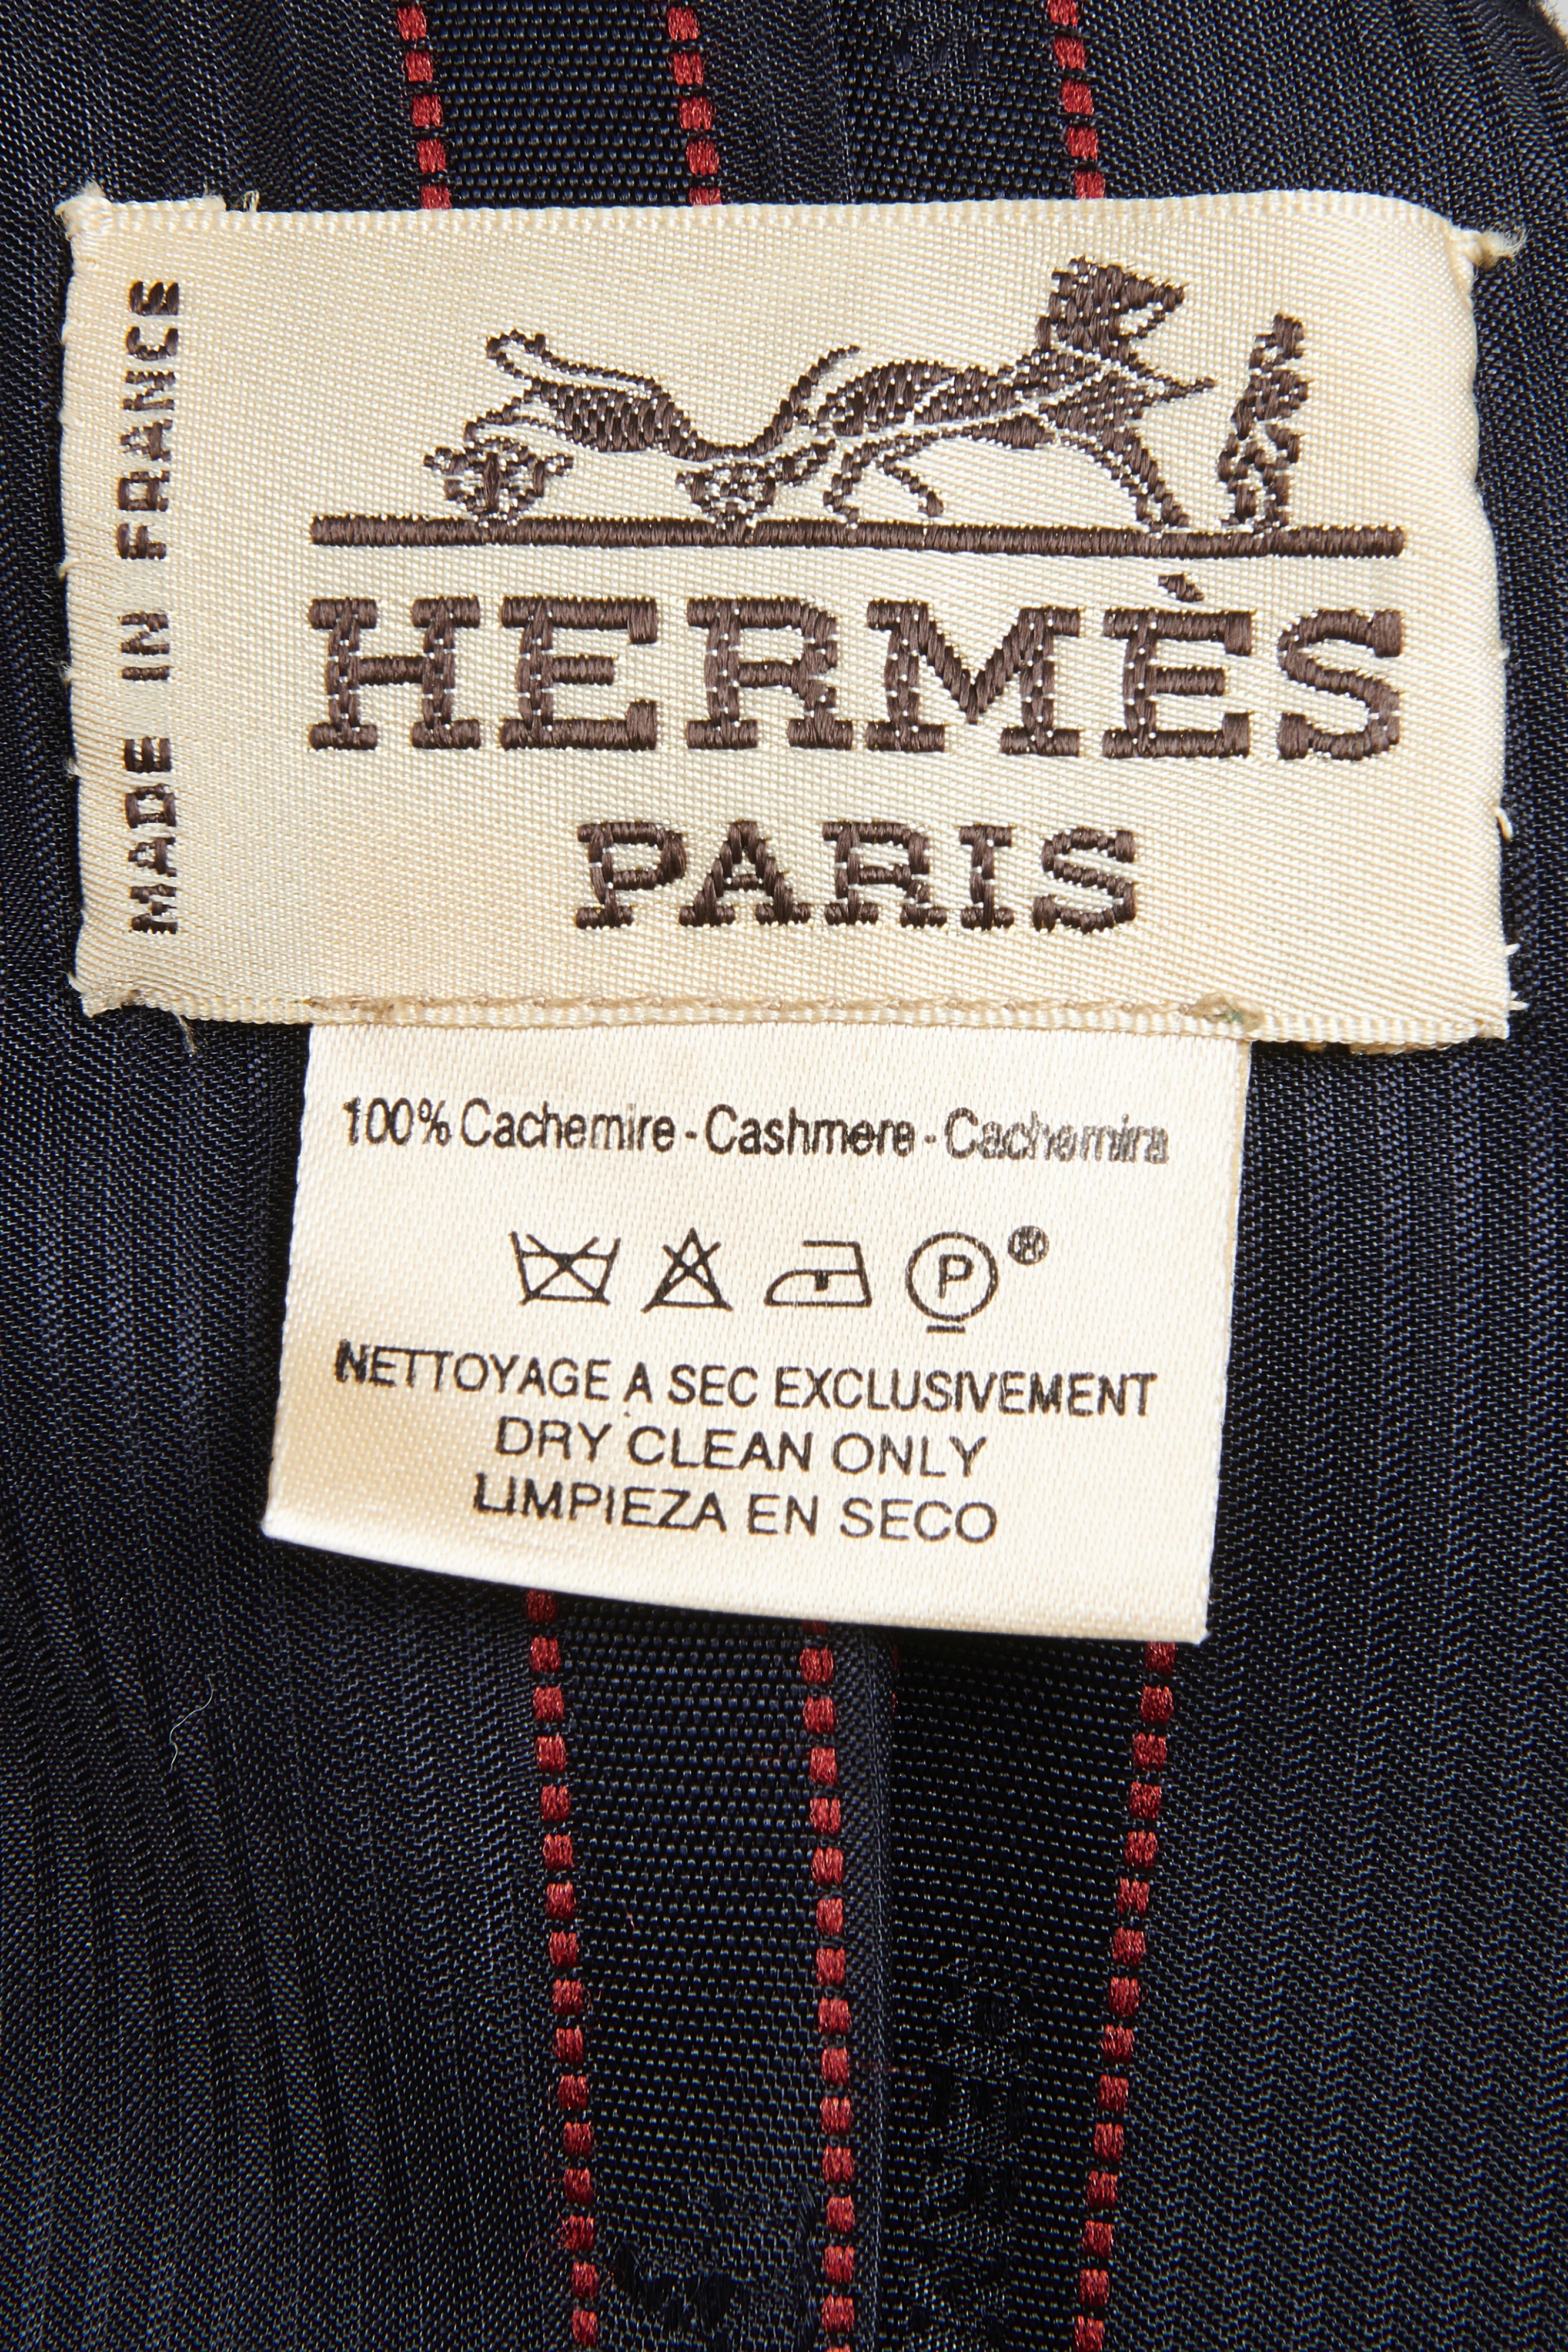 MADE IN FRANCE
HERMÈS
PARIS
100% Cachemire - Cashmere - Cachemira
P
NETTOYAGE A SEC EXCLUSIVEMENT
DRY CLEAN ONLY
LIMPIEZA EN SECO